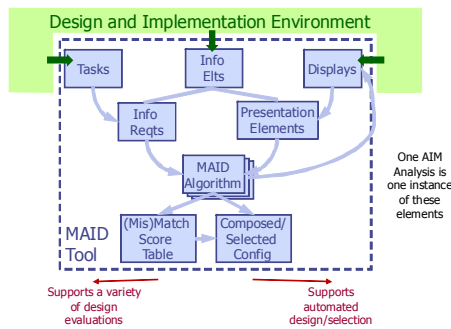 Design and Implementation Environment
Tasks
Info
Elts
Displays
Info
Reqts
Presentation
Elements
MAID
Algorithm
One AIM
Analysis is
one instance
of these
elements
(Mis)Match
Score
Table
Composed/
Selected
Config
MAID
Tool
Supports a variety
of design
evaluations
Supports
automated
design/selection